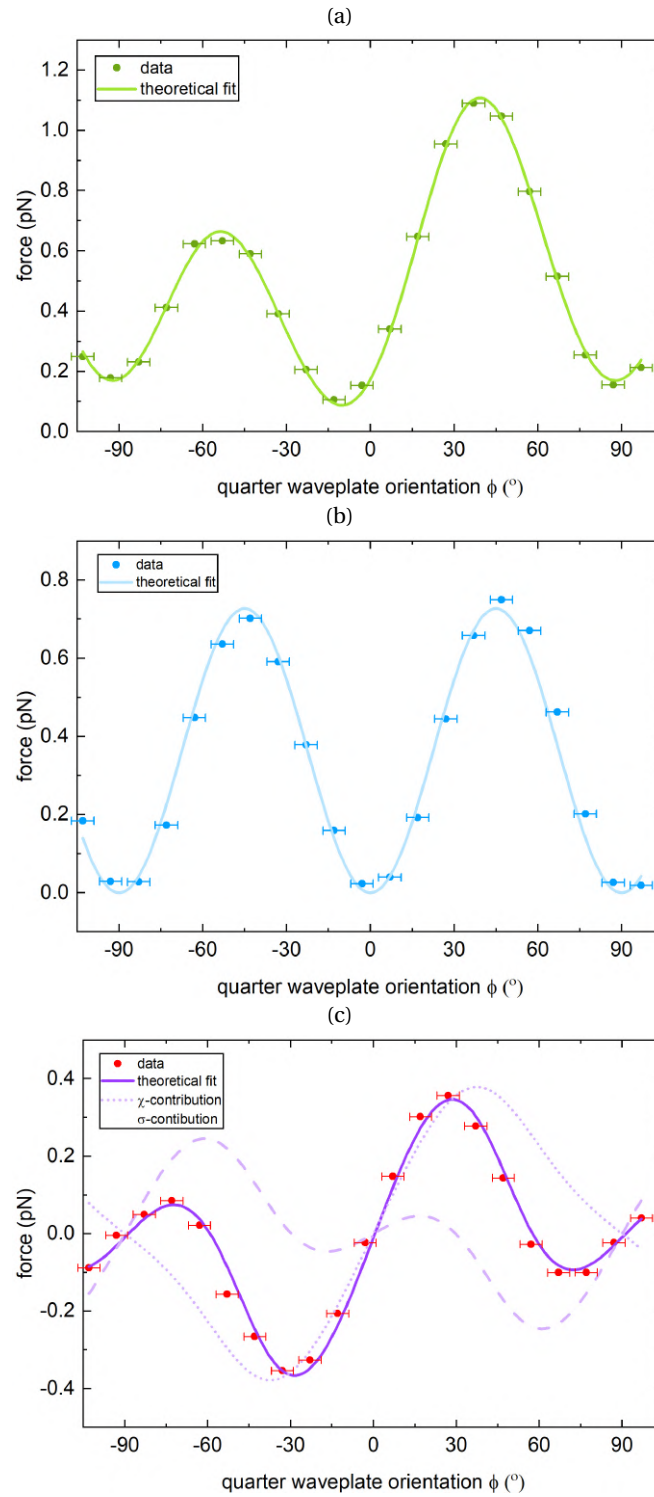 (a)
data
theoretical fit
1.2
1.0
0.8
0.6
0.4
0.2
0.0
force (pN)
-90 -60 -30 0 30 60 90
quarter waveplate orientation ϕ (°)
(b)
data
theoretical fit
0.8
0.6
0.4
0.2
0.0
force (pN)
-90 -60 -30 0 30 60 90
quarter waveplate orientation ϕ (°)
(c)
data
theoretical fit
χ-contribution
σ-contibution
0.4
0.2
0.0
-0.2
-0.4
force (pN)
-90 -60 -30 0 30 60 90
quarter waveplate orientation ϕ (°)